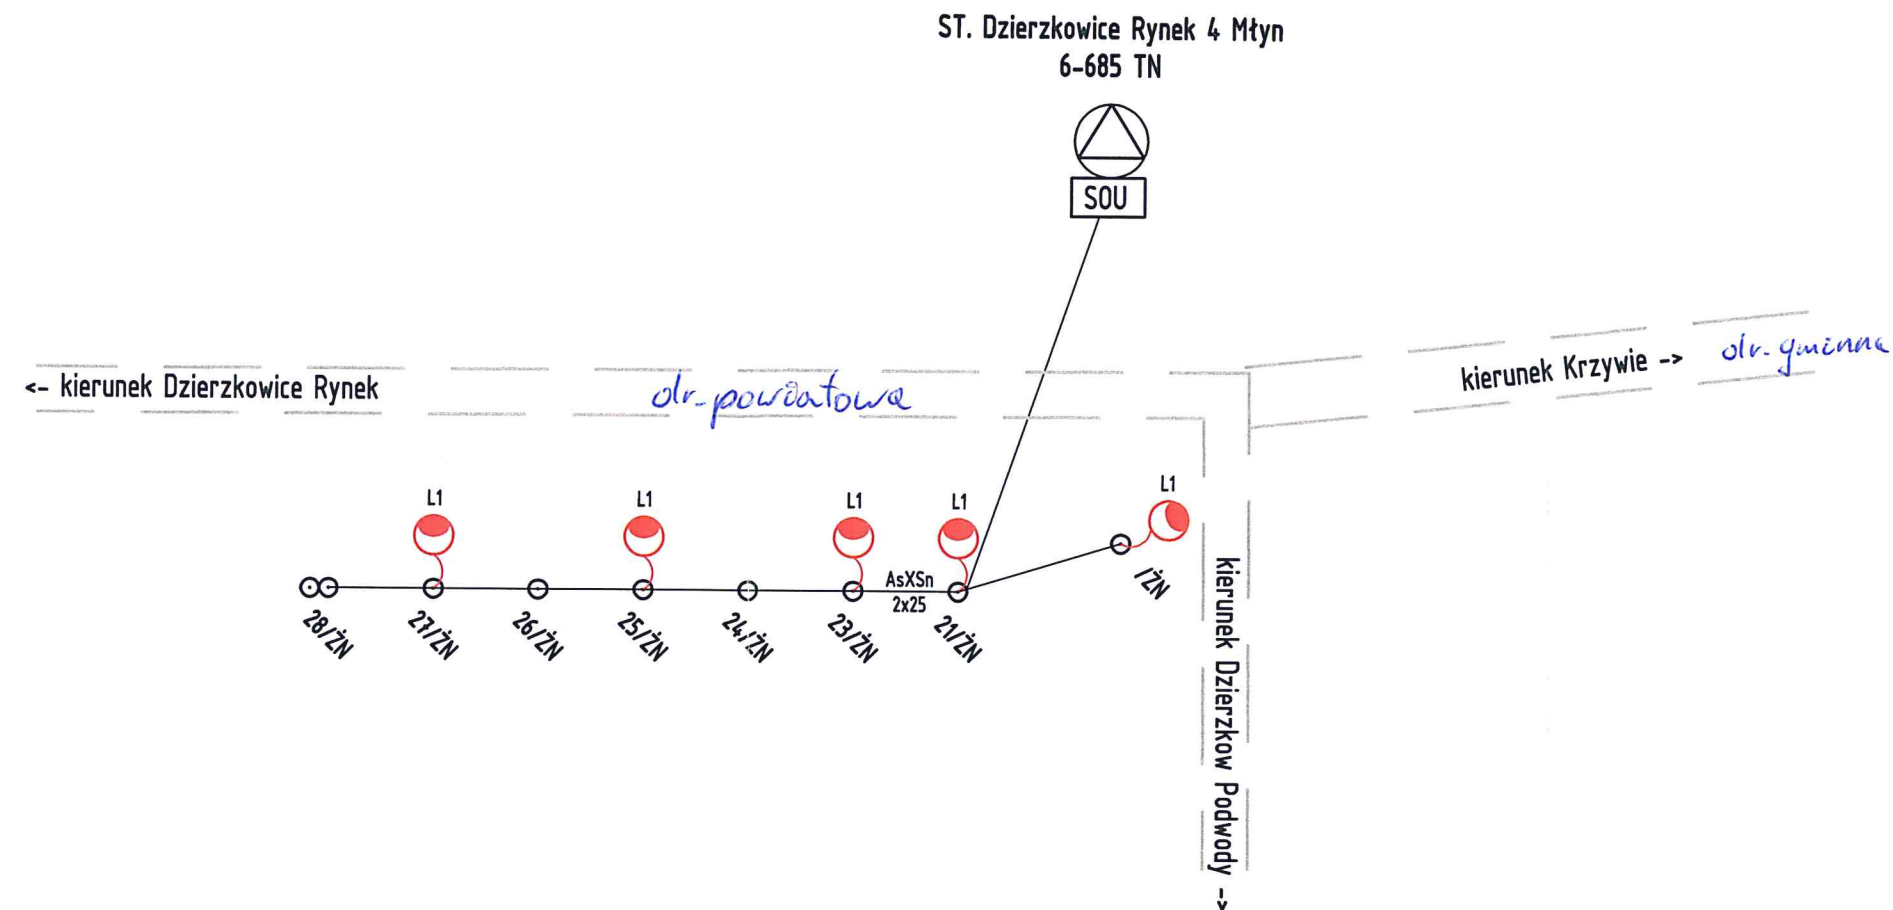 ST. Dzierzkowice Rynek 4 Młyn
6-685 TN
SOU
<- kierunek Dzierzkowice Rynek
dr. powiatowa
kierunek Krzywie ->
dr. gminna
L1
L1
L1
L1
L1
AsXSn
2x25
28/ŻN
27/ŻN
26/ŻN
25/ŻN
24/ŻN
23/ŻN
21/ŻN
/ŻN
kierunek Dzierzkow Podwody ->